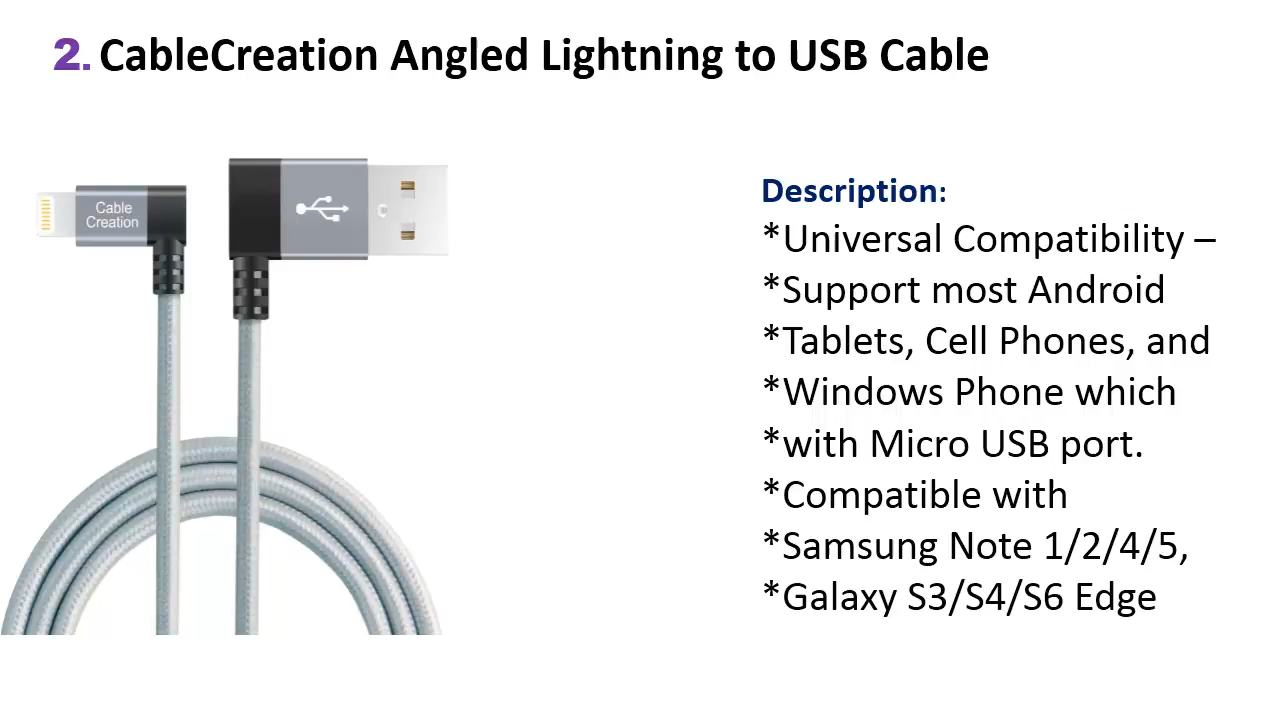 2. CableCreation Angled Lightning to USB Cable
Cable
Creation
Description:
*Universal Compatibility –
*Support most Android
*Tablets, Cell Phones, and
*Windows Phone which
*with Micro USB port.
*Compatible with
*Samsung Note 1/2/4/5,
*Galaxy S3/S4/S6 Edge